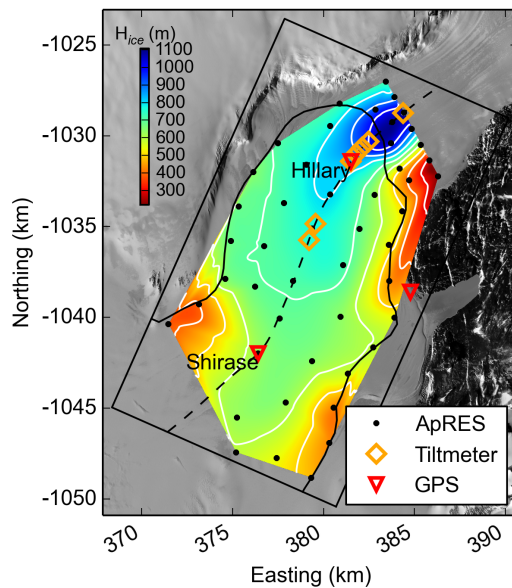 H_ice (m)
1100
1000
900
800
700
600
500
400
300
-1025
-1030
-1035
-1040
-1045
-1050
Northing (km)
Hillary
Shirase
ApRES
Tiltmeter
GPS
370
375
380
385
390
Easting (km)